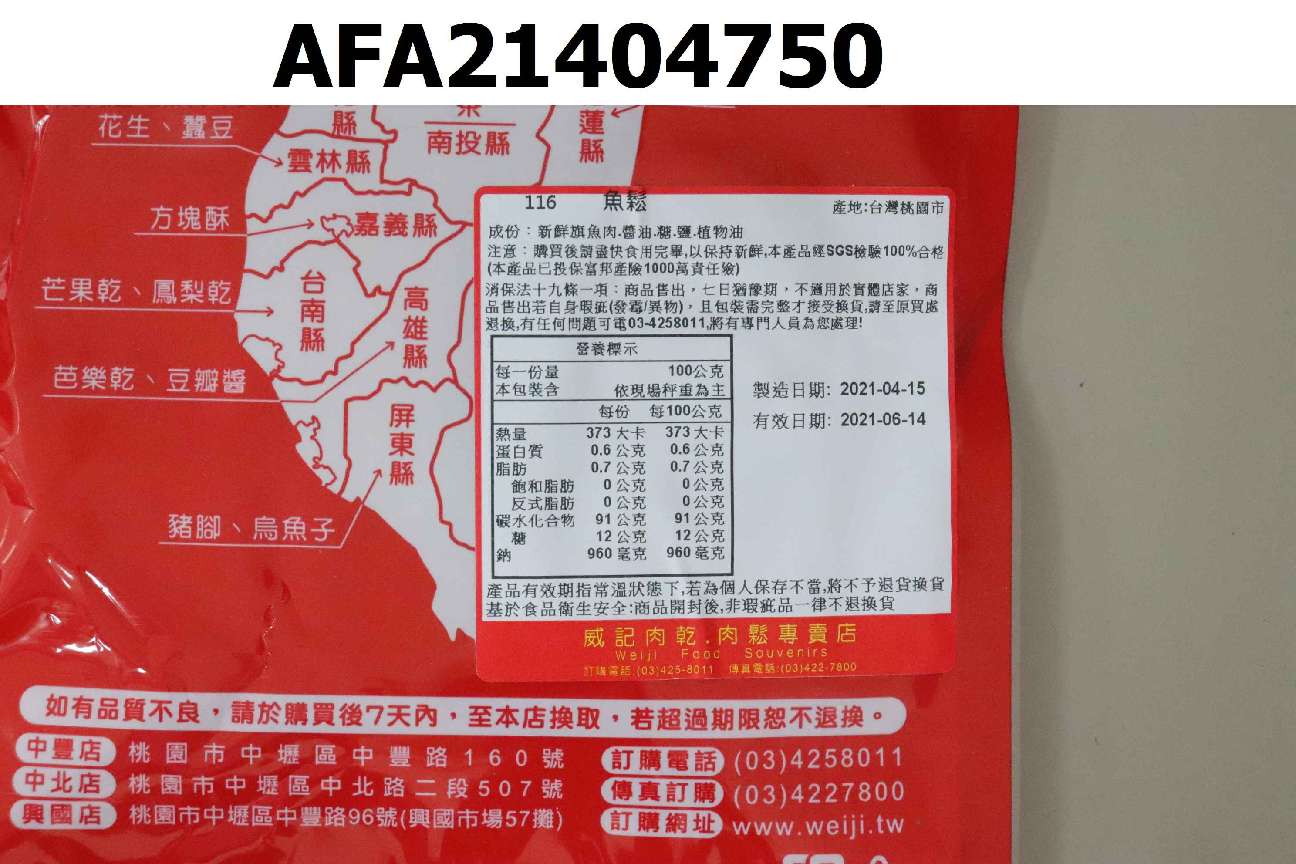 AFA21404750
花生、蠶豆
縣
南投縣
蓮縣
雲林縣
方塊酥
嘉義縣
芒果乾、鳳梨乾
台南縣
高雄縣
芭樂乾、豆瓣醬
屏東縣
豬腳、烏魚子
116 魚鬆 產地:台灣桃園市
成份：新鮮旗魚肉.醬油.糖.鹽.植物油
注意：購買後請盡快食用完畢,以保持新鮮,本產品經SGS檢驗100%合格
(本產品已投保富邦產險1000萬責任險)
消保法十九條一項：商品售出，七日猶豫期，不適用於實體店家，商
品售出若自身瑕疵(發霉/異物)，且包裝需完整才接受換貨,請至原買處
退換,有任何問題可電03-4258011,將有專門人員為您處理!
營養標示
每一份量 100公克
本包裝含 依現場秤重為主
每份 每100公克
熱量 373 大卡 373 大卡
蛋白質 0.6 公克 0.6 公克
脂肪 0.7 公克 0.7 公克
飽和脂肪 0 公克 0 公克
反式脂肪 0 公克 0 公克
碳水化合物 91 公克 91 公克
糖 12 公克 12 公克
鈉 960 毫克 960 毫克
製造日期: 2021-04-15
有效日期: 2021-06-14
產品有效期指常溫狀態下,若為個人保存不當,將不予退貨換貨
基於食品衛生安全:商品開封後,非瑕疵品一律不退換貨
威記肉乾.肉鬆專賣店
Weiji Food Souvenirs
訂購電話:(03)425-8011 傳真電話:(03)422-7800
如有品質不良，請於購買後7天內，至本店換取，若超過期限恕不退換。
中豐店 桃園市中壢區中豐路160號 訂購電話 (03)4258011
中北店 桃園市中壢區中北路二段507號 傳真訂購 (03)4227800
興國店 桃園市中壢區中豐路96號(興國市場57攤) 訂購網址 www.weiji.tw